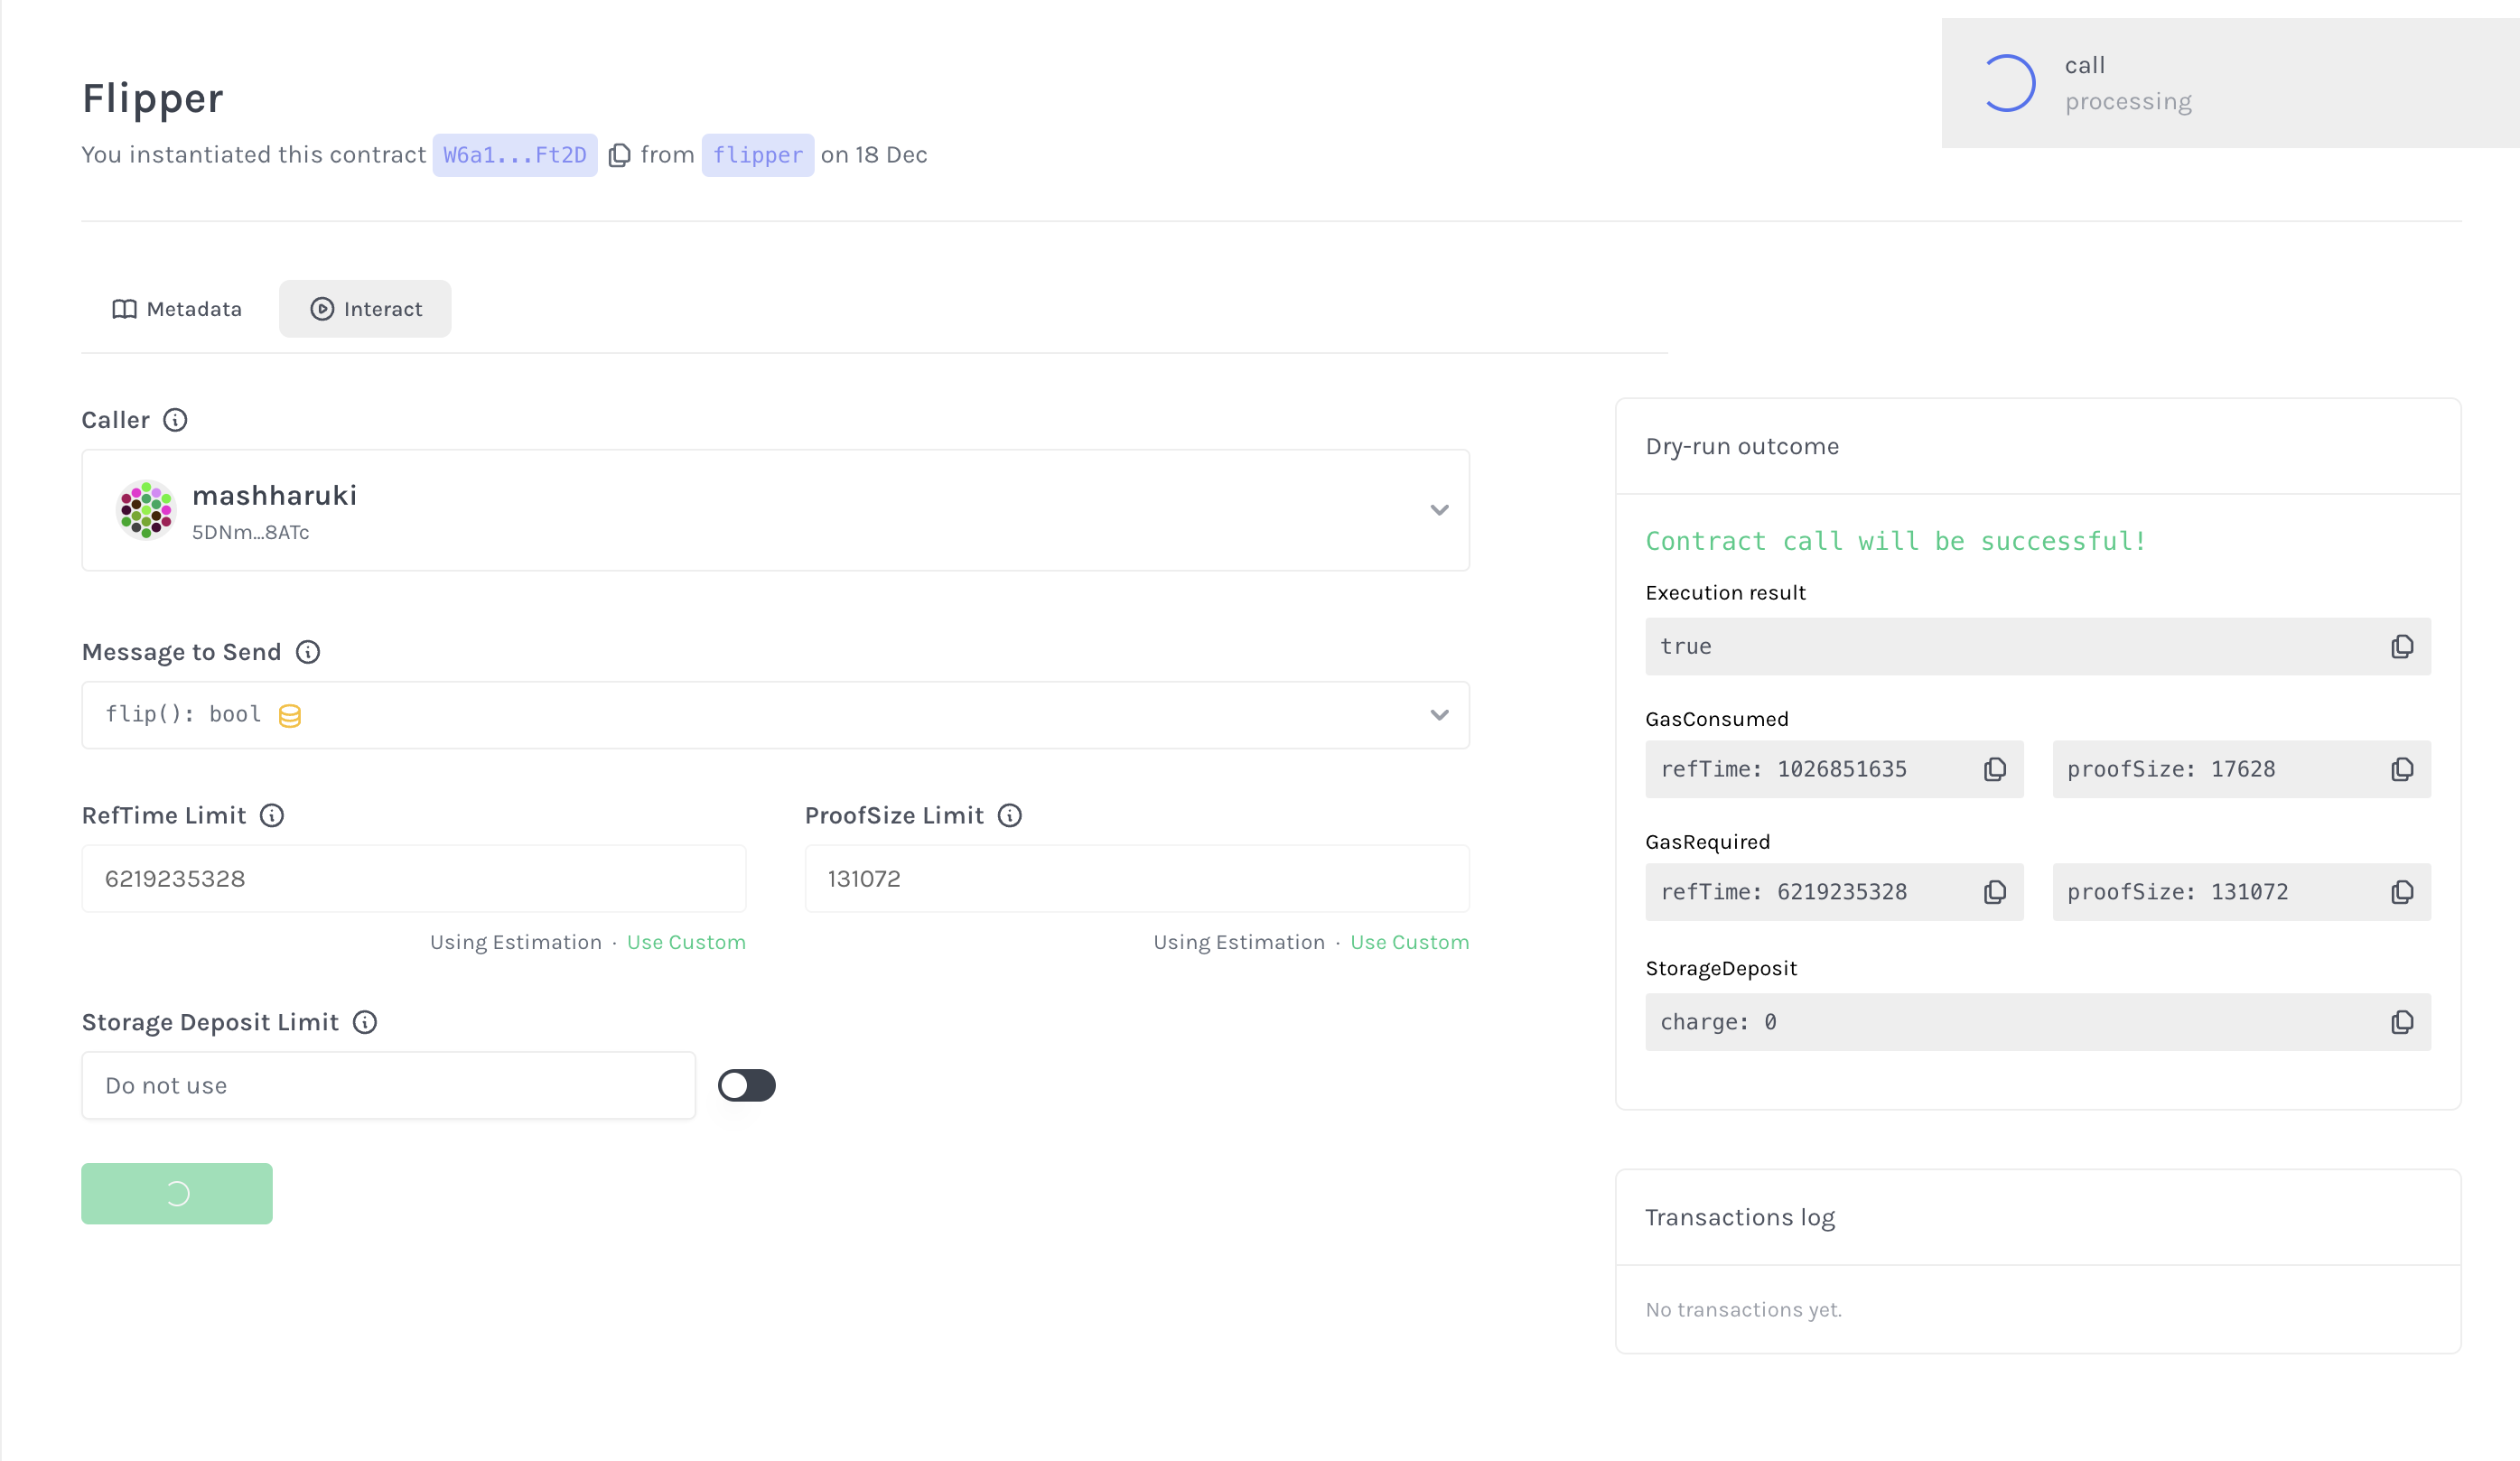 call
processing
Flipper
You instantiated this contract W6a1...Ft2D from flipper on 18 Dec
Metadata
Interact
Caller
mashharuki
5DNm...8ATc
Message to Send
flip(): bool
RefTime Limit
ProofSize Limit
6219235328
131072
Using Estimation · Use Custom
Using Estimation · Use Custom
Storage Deposit Limit
Do not use
Dry-run outcome
Contract call will be successful!
Execution result
true
GasConsumed
refTime: 1026851635
proofSize: 17628
GasRequired
refTime: 6219235328
proofSize: 131072
StorageDeposit
charge: 0
Transactions log
No transactions yet.